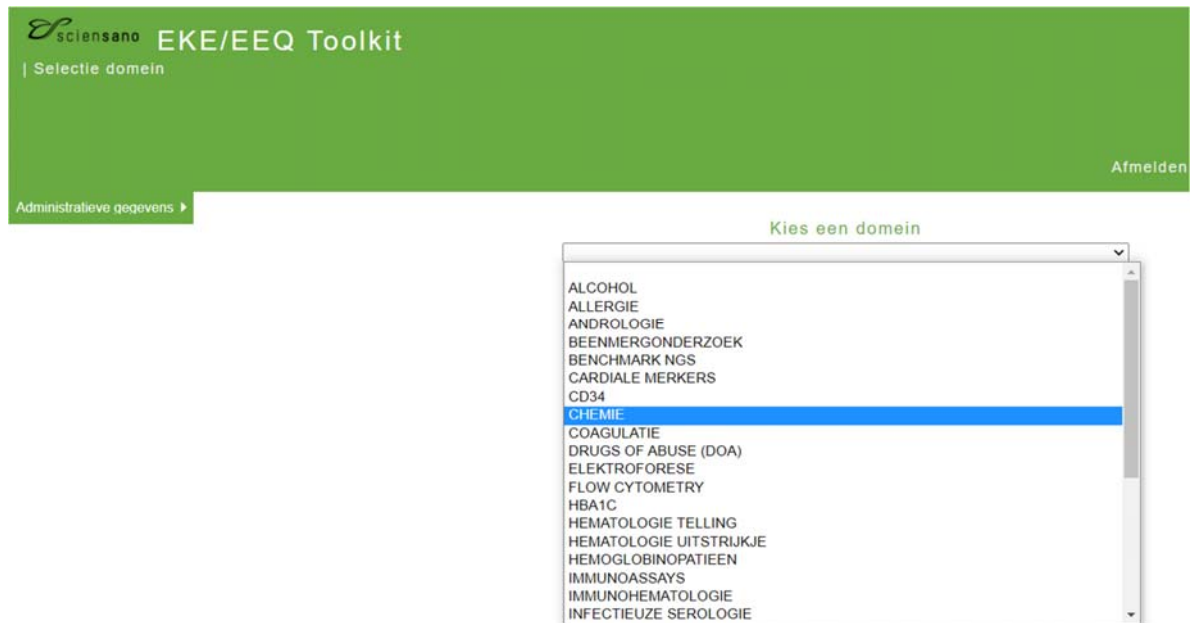 sciensano EKE/EEQ Toolkit
| Selectie domein
Afmelden
Administratieve gegevens
Kies een domein
ALCOHOL
ALLERGIE
ANDROLOGIE
BEENMERGONDERZOEK
BENCHMARK NGS
CARDIALE MERKERS
CD34
CHEMIE
COAGULATIE
DRUGS OF ABUSE (DOA)
ELEKTROFORESE
FLOW CYTOMETRY
HBA1C
HEMATOLOGIE TELLING
HEMATOLOGIE UITSTRIJKJE
HEMOGLOBINOPATIEEN
IMMUNOASSAYS
IMMUNOHEMATOLOGIE
INFECTIEUZE SEROLOGIE